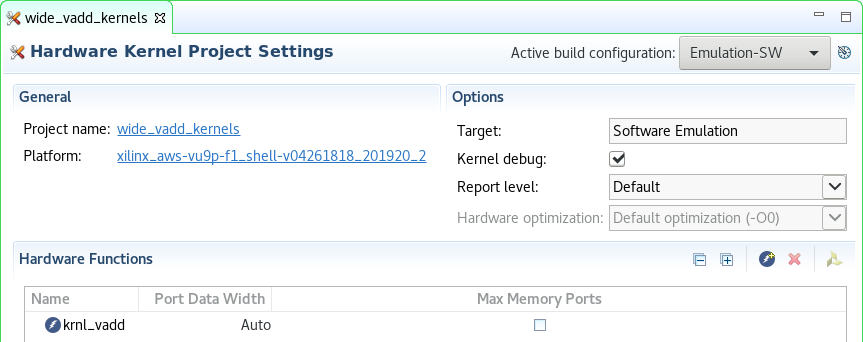 wide_vadd_kernels
Hardware Kernel Project Settings
Active build configuration: Emulation-SW
General
Project name: wide_vadd_kernels
Platform: xilinx_aws-vu9p-f1_shell-v04261818_201920_2
Options
Target: Software Emulation
Kernel debug:
Report level: Default
Hardware optimization: Default optimization (-O0)
Hardware Functions
Name Port Data Width Max Memory Ports
krnl_vadd Auto